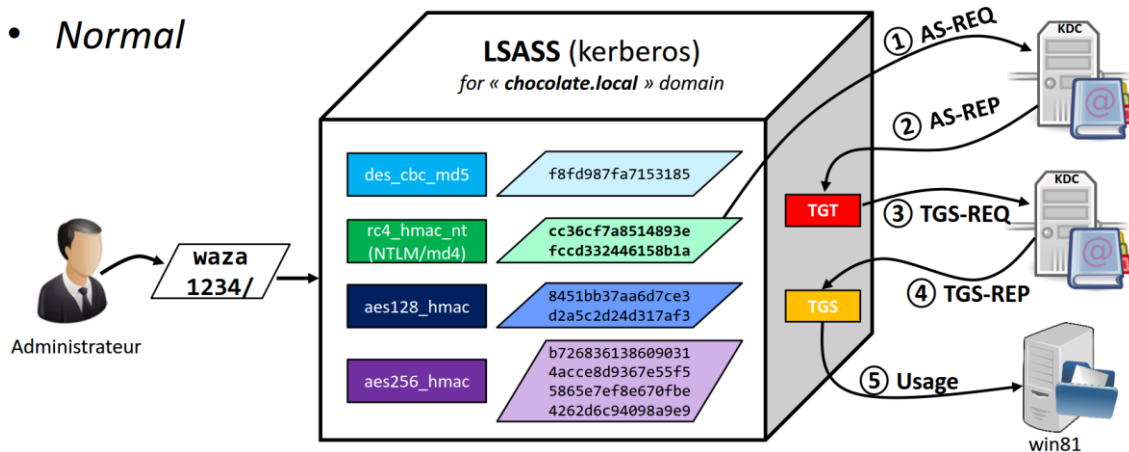 • Normal
LSASS (kerberos)
for « chocolate.local » domain
① AS-REQ
KDC
@
② AS-REP
des_cbc_md5
f8fd987fa7153185
rc4_hmac_nt
(NTLM/md4)
cc36cf7a8514893e
fccd332446158b1a
TGT
③ TGS-REQ
KDC
@
waza
1234/
aes128_hmac
8451bb37aa6d7ce3
d2a5c2d24d317af3
TGS
④ TGS-REP
Administrateur
aes256_hmac
b726836138609031
4acce8d9367e55f5
5865e7ef8e670fbe
4262d6c94098a9e9
⑤ Usage
win81